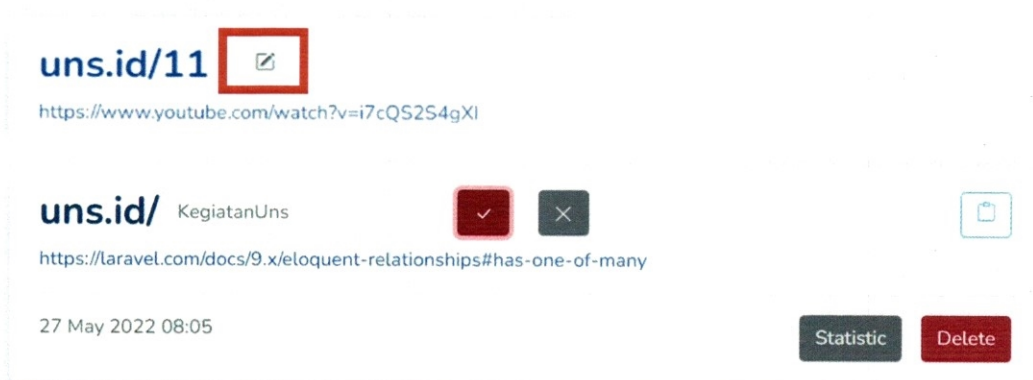 uns.id/11
https://www.youtube.com/watch?v=i7cQS2S4gXI
uns.id/ KegiatanUns
https://laravel.com/docs/9.x/eloquent-relationships#has-one-of-many
27 May 2022 08:05
Statistic Delete